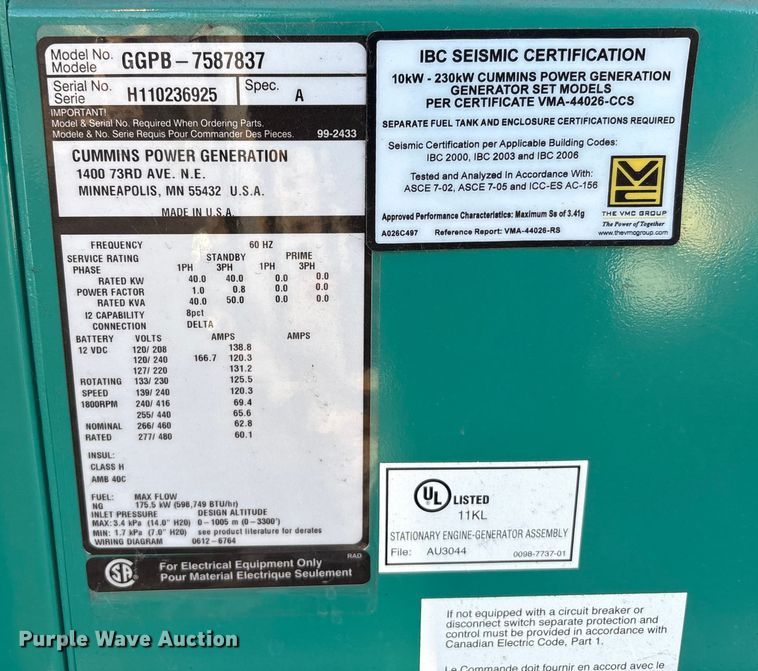 Model No. GGPB-7587837
Modele
Serial No. H110236925 Spec. A
Serie
IMPORTANT!
Model & Serial No. Required When Ordering Parts.
Modele & No. Serie Requis Pour Commander Des Pieces. 99-2433
CUMMINS POWER GENERATION
1400 73RD AVE. N.E.
MINNEAPOLIS, MN 55432 U.S.A.
MADE IN U.S.A.
FREQUENCY 60 HZ
SERVICE RATING STANDBY PRIME
PHASE 1PH 3PH 1PH 3PH
RATED KW 40.0 40.0 0.0 0.0
POWER FACTOR 1.0 0.8 0.0 0.0
RATED KVA 40.0 50.0 0.0 0.0
I2 CAPABILITY 8pct
CONNECTION DELTA
BATTERY VOLTS AMPS AMPS
12 VDC 120/208 138.8
120/240 166.7 120.3
127/220 131.2
ROTATING 133/230 125.5
SPEED 139/240 120.3
1800RPM 240/416 69.4
255/440 65.6
NOMINAL 266/460 62.8
RATED 277/480 60.1
INSUL:
CLASS H
AMB 40C
FUEL: MAX FLOW
NG 175.5 kW (598,749 BTU/hr)
INLET PRESSURE DESIGN ALTITUDE
MAX: 3.4 kPa (14.0" H20) 0-1005 m (0-3300')
MIN: 1.7 kPa (7.0" H20) see product literature for derates
WIRING DIAGRAM 0612-6764
RAD
SA
For Electrical Equipment Only
Pour Material Electrique Seulement
IBC SEISMIC CERTIFICATION
10kW - 230kW CUMMINS POWER GENERATION
GENERATOR SET MODELS
PER CERTIFICATE VMA-44026-CCS
SEPARATE FUEL TANK AND ENCLOSURE CERTIFICATIONS REQUIRED
Seismic Certification per Applicable Building Codes:
IBC 2000, IBC 2003 and IBC 2006
Tested and Analyzed In Accordance With:
ASCE 7-02, ASCE 7-05 and ICC-ES AC-156
Approved Performance Characteristics: Maximum Ss of 3.41g
A026C497 Reference Report: VMA-44026-RS
VMC
THE VMC GROUP
The Power of Together
www.thevmcgroup.com
UL LISTED
11KL
STATIONARY ENGINE-GENERATOR ASSEMBLY
File: AU3044 0098-7737-01
If not equipped with a circuit breaker or
disconnect switch separate protection and
control must be provided in accordance with
Canadian Electric Code, Part 1.
Le Commande doit fournir en accord avec le
Purple Wave Auction